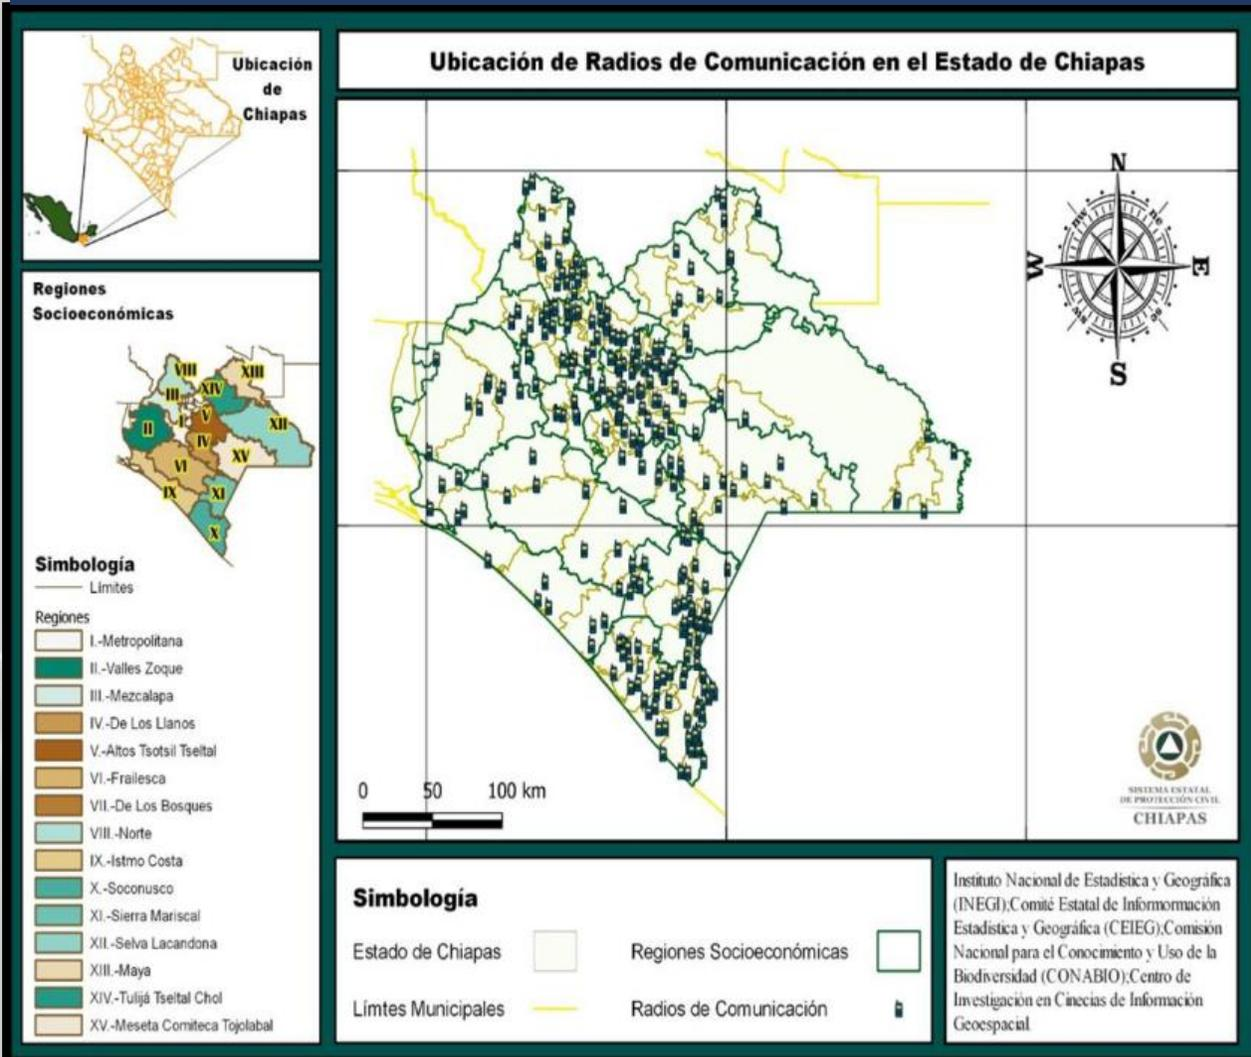 Ubicación
de
Chiapas
Ubicación de Radios de Comunicación en el Estado de Chiapas
Regiones
Socioeconómicas
VIII
XIII
III
XIV
I
V
II
XII
IV
XV
VI
IX
XI
X
Simbología
Límites
Regiones
I.-Metropolitana
II.-Valles Zoque
III.-Mezcalapa
IV.-De Los Llanos
V.-Altos Tsotsil Tseltal
VI.-Frailesca
VII.-De Los Bosques
VIII.-Norte
IX.-Istmo Costa
X.-Soconusco
XI.-Sierra Mariscal
XII.-Selva Lacandona
XIII.-Maya
XIV.-Tulijá Tseltal Chol
XV.-Meseta Comiteca Tojolabal
N
nw
ne
W
E
sw
se
S
0 50 100 km
SISTEMA ESTATAL
DE PROTECCIÓN CIVIL
CHIAPAS
Simbología
Estado de Chiapas
Regiones Socioeconómicas
Límtes Municipales
Radios de Comunicación
Instituto Nacional de Estadistica y Geográfica
(INEGI);Comité Estatal de Informormación
Estadística y Geográfica (CEIEG);Comisión
Nacional para el Conocimiento y Uso de la
Biodiversidad (CONABIO);Centro de
Investigación en Cinecias de Información
Geoespacial